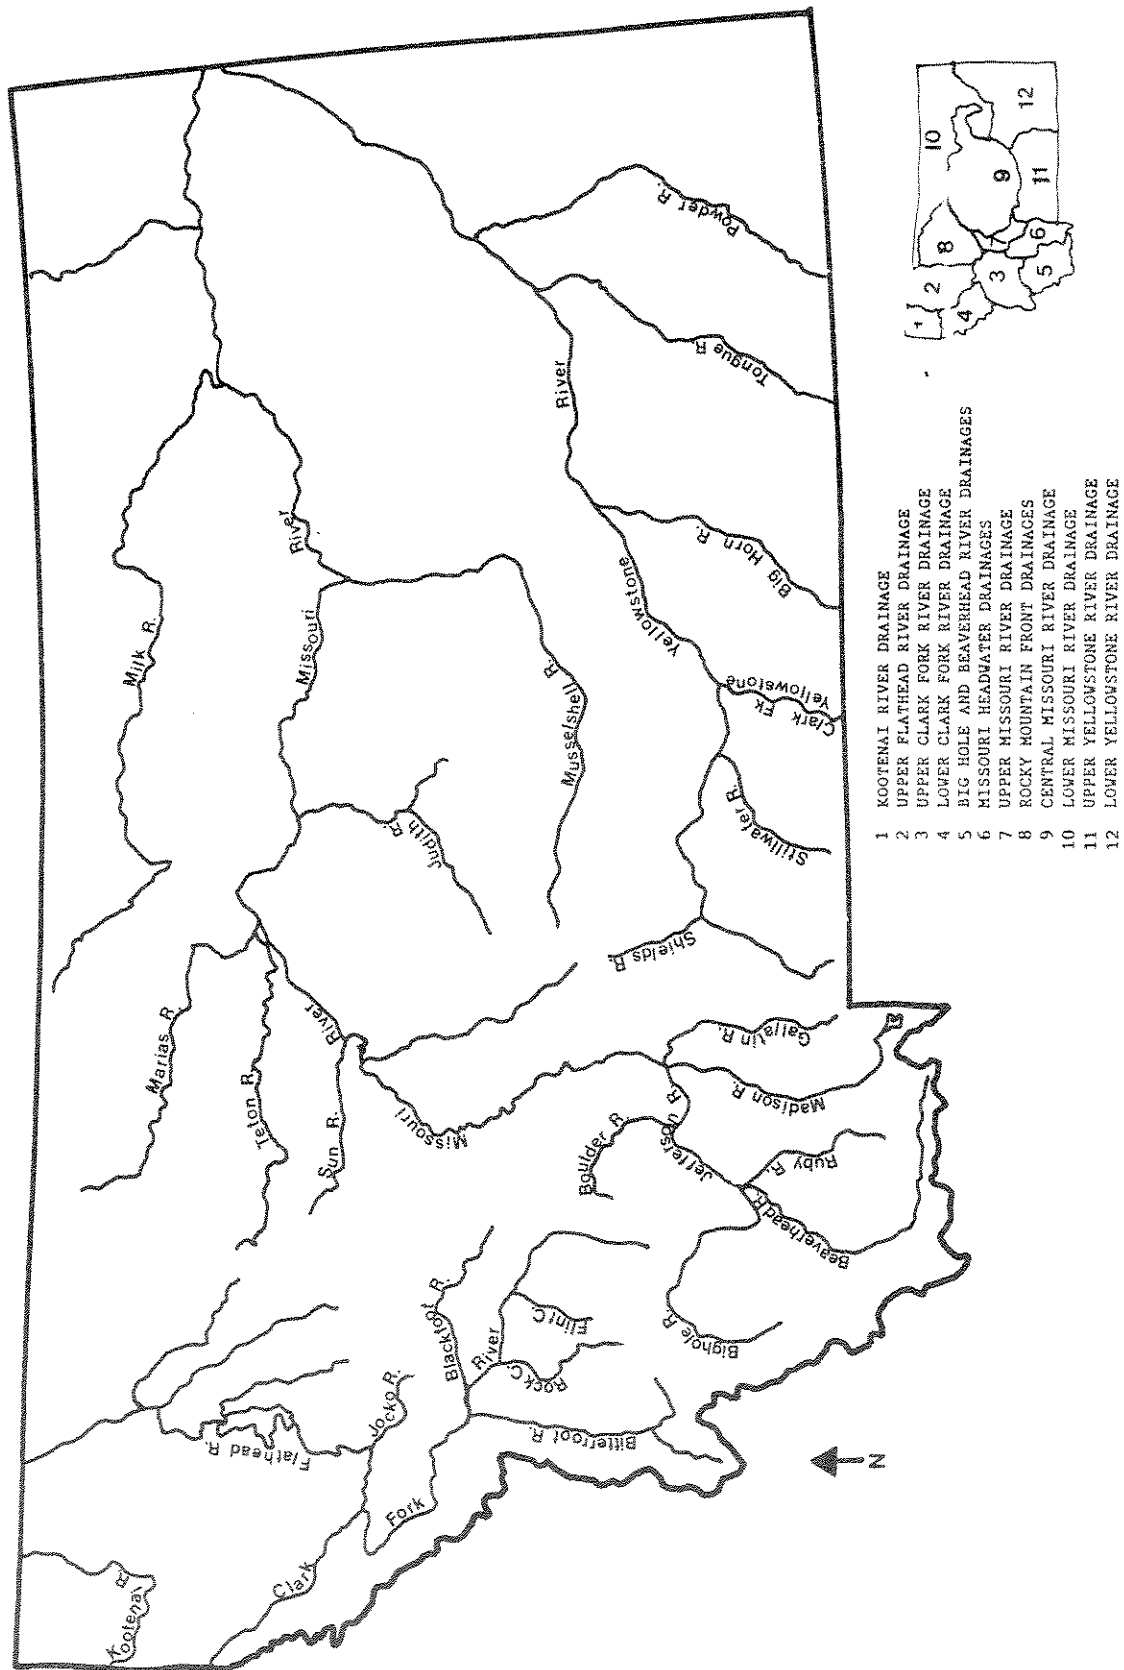 Kootenai R.
Clark
Fork
Flathead R.
Jocko R.
Blackfoot R.
River
Rock C.
Flint C.
Bitterroot R.
Bighole R.
Beaverhead R.
Ruby R.
Jefferson R.
Boulder R.
Madison R.
Gallatin R.
Missouri
River
Sun R.
Teton R.
Marias R.
Milk R.
Judith R.
Missouri
River
Musselshell R.
Shields R.
Stillwater R.
Clark Fk
Yellowstone
Yellowstone
River
Big Horn R.
Tongue R.
Powder R.
N
1 KOOTENAI RIVER DRAINAGE
2 UPPER FLATHEAD RIVER DRAINAGE
3 UPPER CLARK FORK RIVER DRAINAGE
4 LOWER CLARK FORK RIVER DRAINAGE
5 BIG HOLE AND BEAVERHEAD RIVER DRAINAGES
6 MISSOURI HEADWATER DRAINAGES
7 UPPER MISSOURI RIVER DRAINAGE
8 ROCKY MOUNTAIN FRONT DRAINAGES
9 CENTRAL MISSOURI RIVER DRAINAGE
10 LOWER MISSOURI RIVER DRAINAGE
11 UPPER YELLOWSTONE RIVER DRAINAGE
12 LOWER YELLOWSTONE RIVER DRAINAGE
1
2
3
4
5
6
8
9
10
11
12